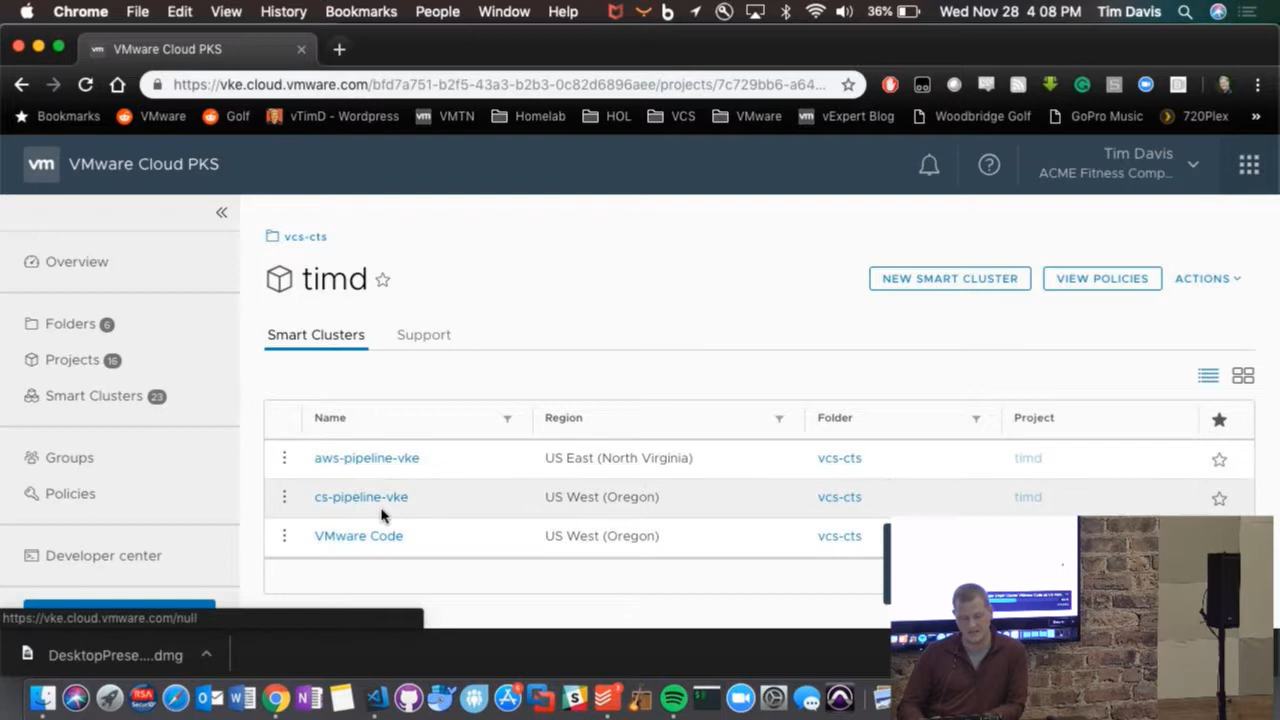 Chrome File Edit View History Bookmarks People Window Help 36% Wed Nov 28 4:08 PM Tim Davis
VMware Cloud PKS
https://vke.cloud.vmware.com/bfd7a751-b2f5-43a3-b2b3-0c82d6896aee/projects/7c729bb6-a64...
Bookmarks VMware Golf vTimD - Wordpress VMTN Homelab HOL VCS VMware vExpert Blog Woodbridge Golf GoPro Music 720Plex »
vm VMware Cloud PKS
Tim Davis
ACME Fitness Comp...
vcs-cts
timd
NEW SMART CLUSTER VIEW POLICIES ACTIONS
Overview
Folders 6
Projects 16
Smart Clusters 23
Groups
Policies
Developer center
Smart Clusters Support
Name Region Folder Project
aws-pipeline-vke US East (North Virginia) vcs-cts timd
cs-pipeline-vke US West (Oregon) vcs-cts timd
VMware Code US West (Oregon) vcs-cts
https://vke.cloud.vmware.com/null
DesktopPrese....dmg
RSA